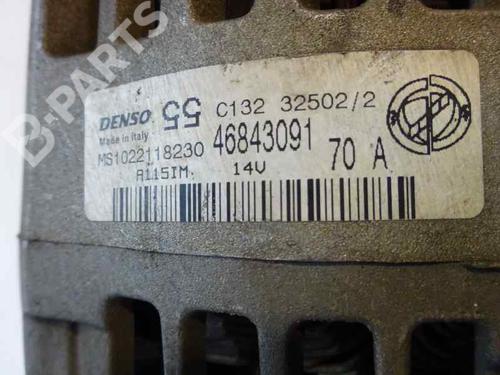 B-PARTS
DENSO 55 C132 32502/2
Made in Italy
MS1022118230 46843091 70 A
A115IM 14V